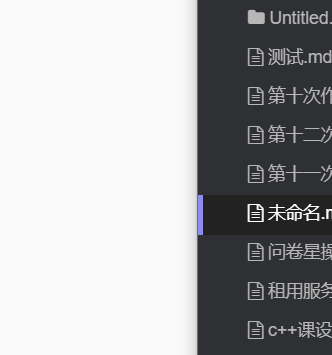 Untitled.
测试.md
第十次作
第十二次
第十一次
未命名.m
问卷星操
租用服务
c++课设